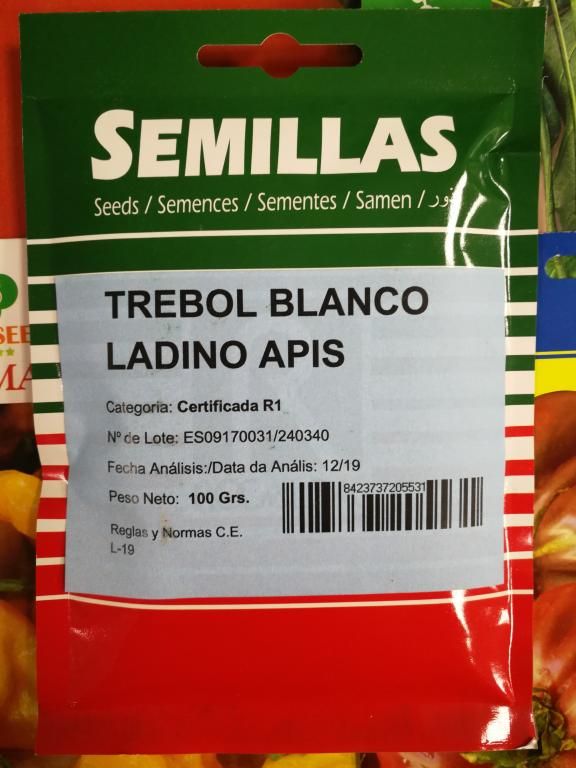 SEMILLAS
Seeds / Semences / Sementes / Samen /
TREBOL BLANCO
LADINO APIS
Categoria: Certificada R1
Nº de Lote: ES09170031/240340
Fecha Análisis:/Data da Anális: 12/19
Peso Neto: 100 Grs.
8423737205531
Reglas y Normas C.E.
L-19